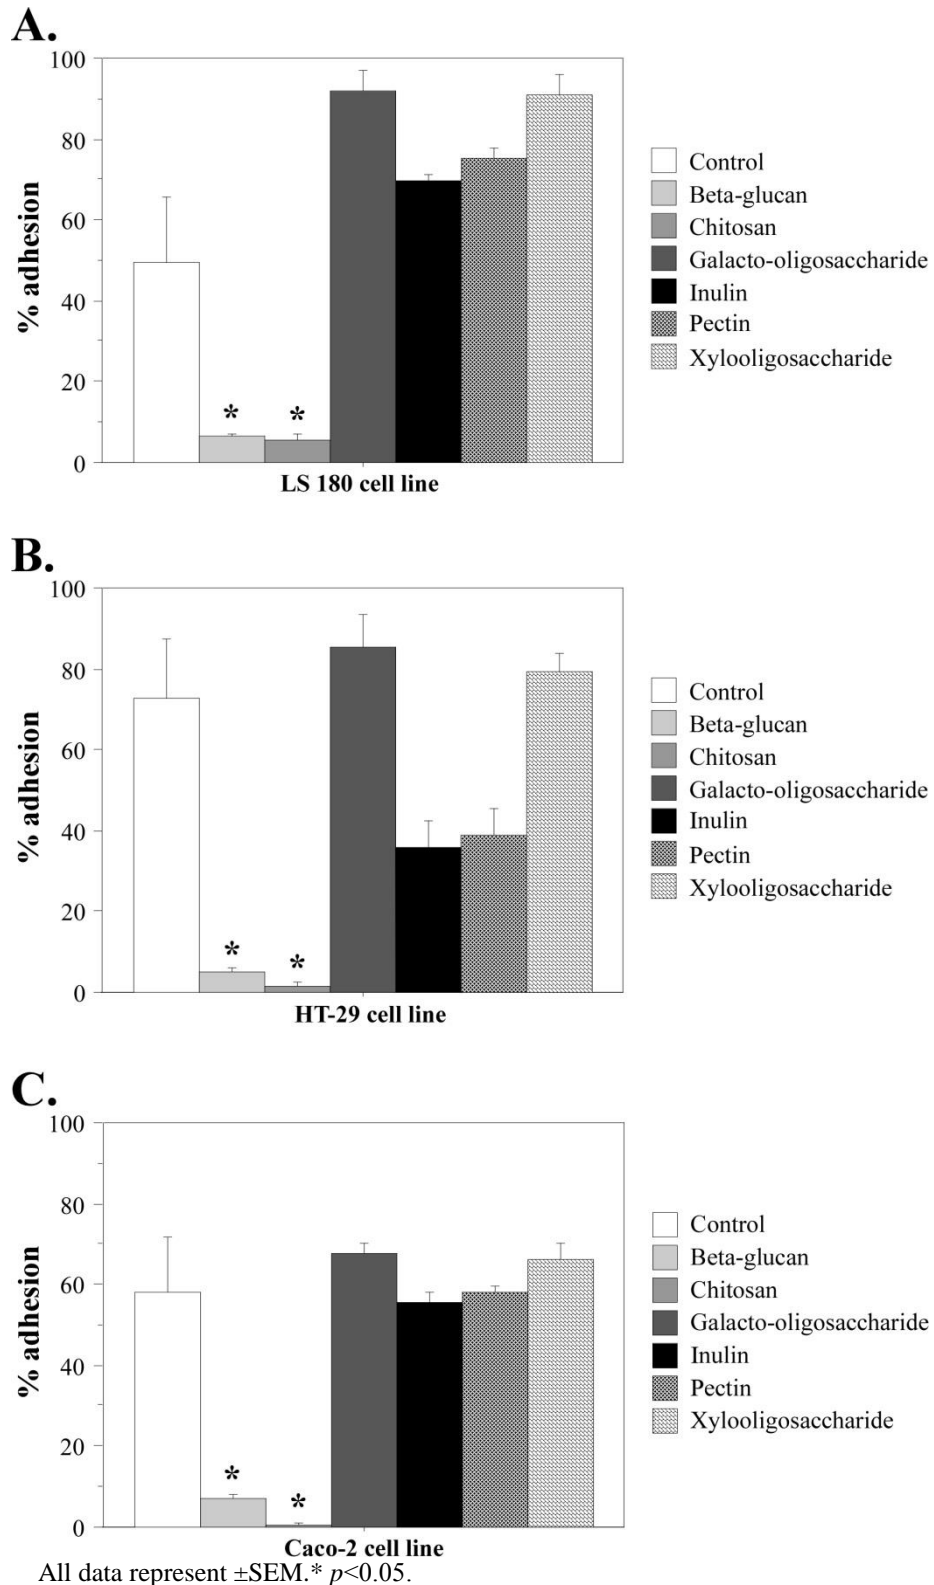 A.
100
80
60
40
20
0
% adhesion
* *
LS 180 cell line
Control
Beta-glucan
Chitosan
Galacto-oligosaccharide
Inulin
Pectin
Xylooligosaccharide
B.
100
80
60
40
20
0
% adhesion
* *
HT-29 cell line
Control
Beta-glucan
Chitosan
Galacto-oligosaccharide
Inulin
Pectin
Xylooligosaccharide
C.
100
80
60
40
20
0
% adhesion
* *
Caco-2 cell line
Control
Beta-glucan
Chitosan
Galacto-oligosaccharide
Inulin
Pectin
Xylooligosaccharide
All data represent ±SEM.* p<0.05.